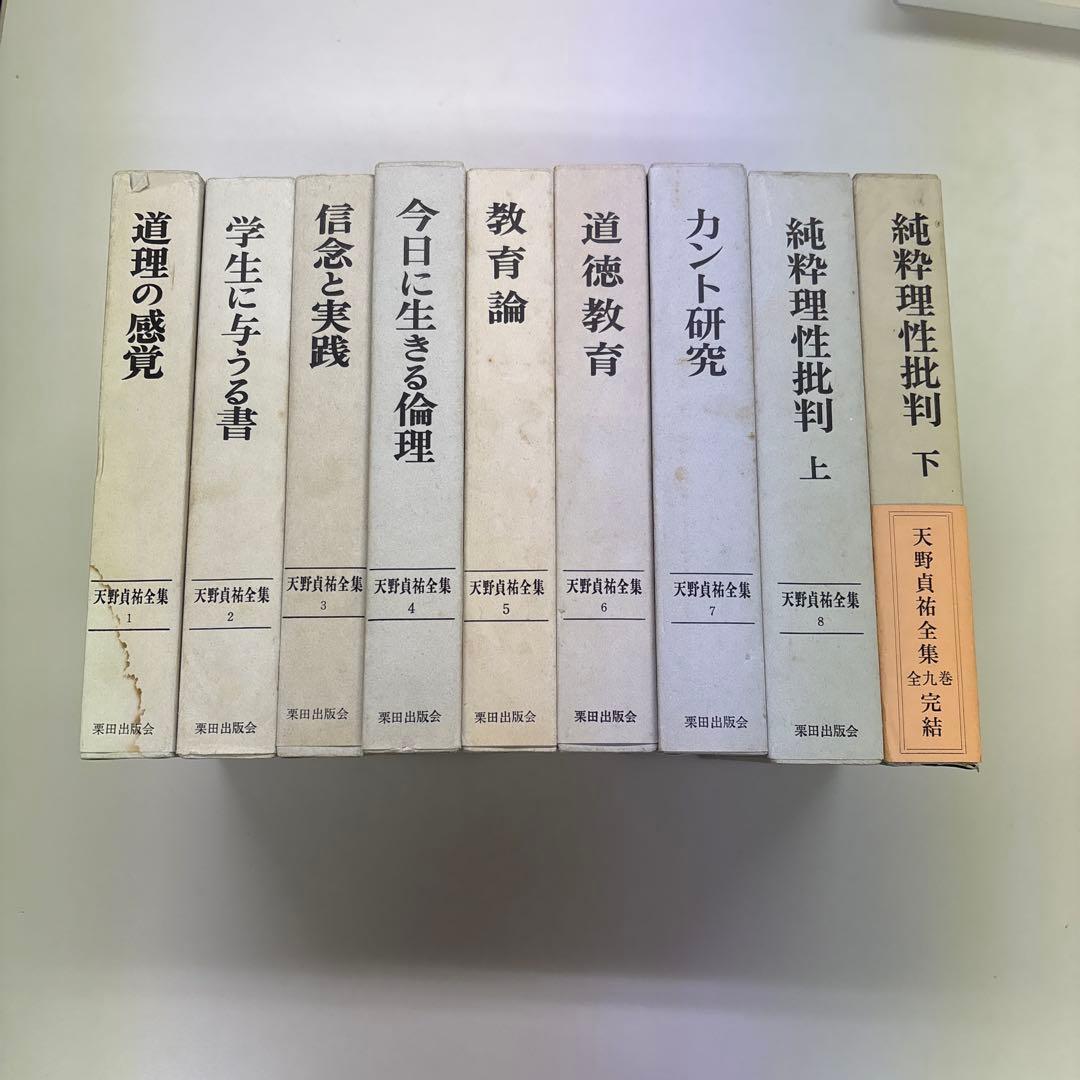 道理の感覚
天野貞祐全集
1
栗田出版会
学生に与うる書
天野貞祐全集
2
栗田出版会
信念と実践
天野貞祐全集
3
栗田出版会
今日に生きる倫理
天野貞祐全集
4
栗田出版会
教育論
天野貞祐全集
5
栗田出版会
道徳教育
天野貞祐全集
6
栗田出版会
カント研究
天野貞祐全集
7
栗田出版会
純粋理性批判 上
天野貞祐全集
8
栗田出版会
純粋理性批判 下
天野貞祐全集
全九巻
完結